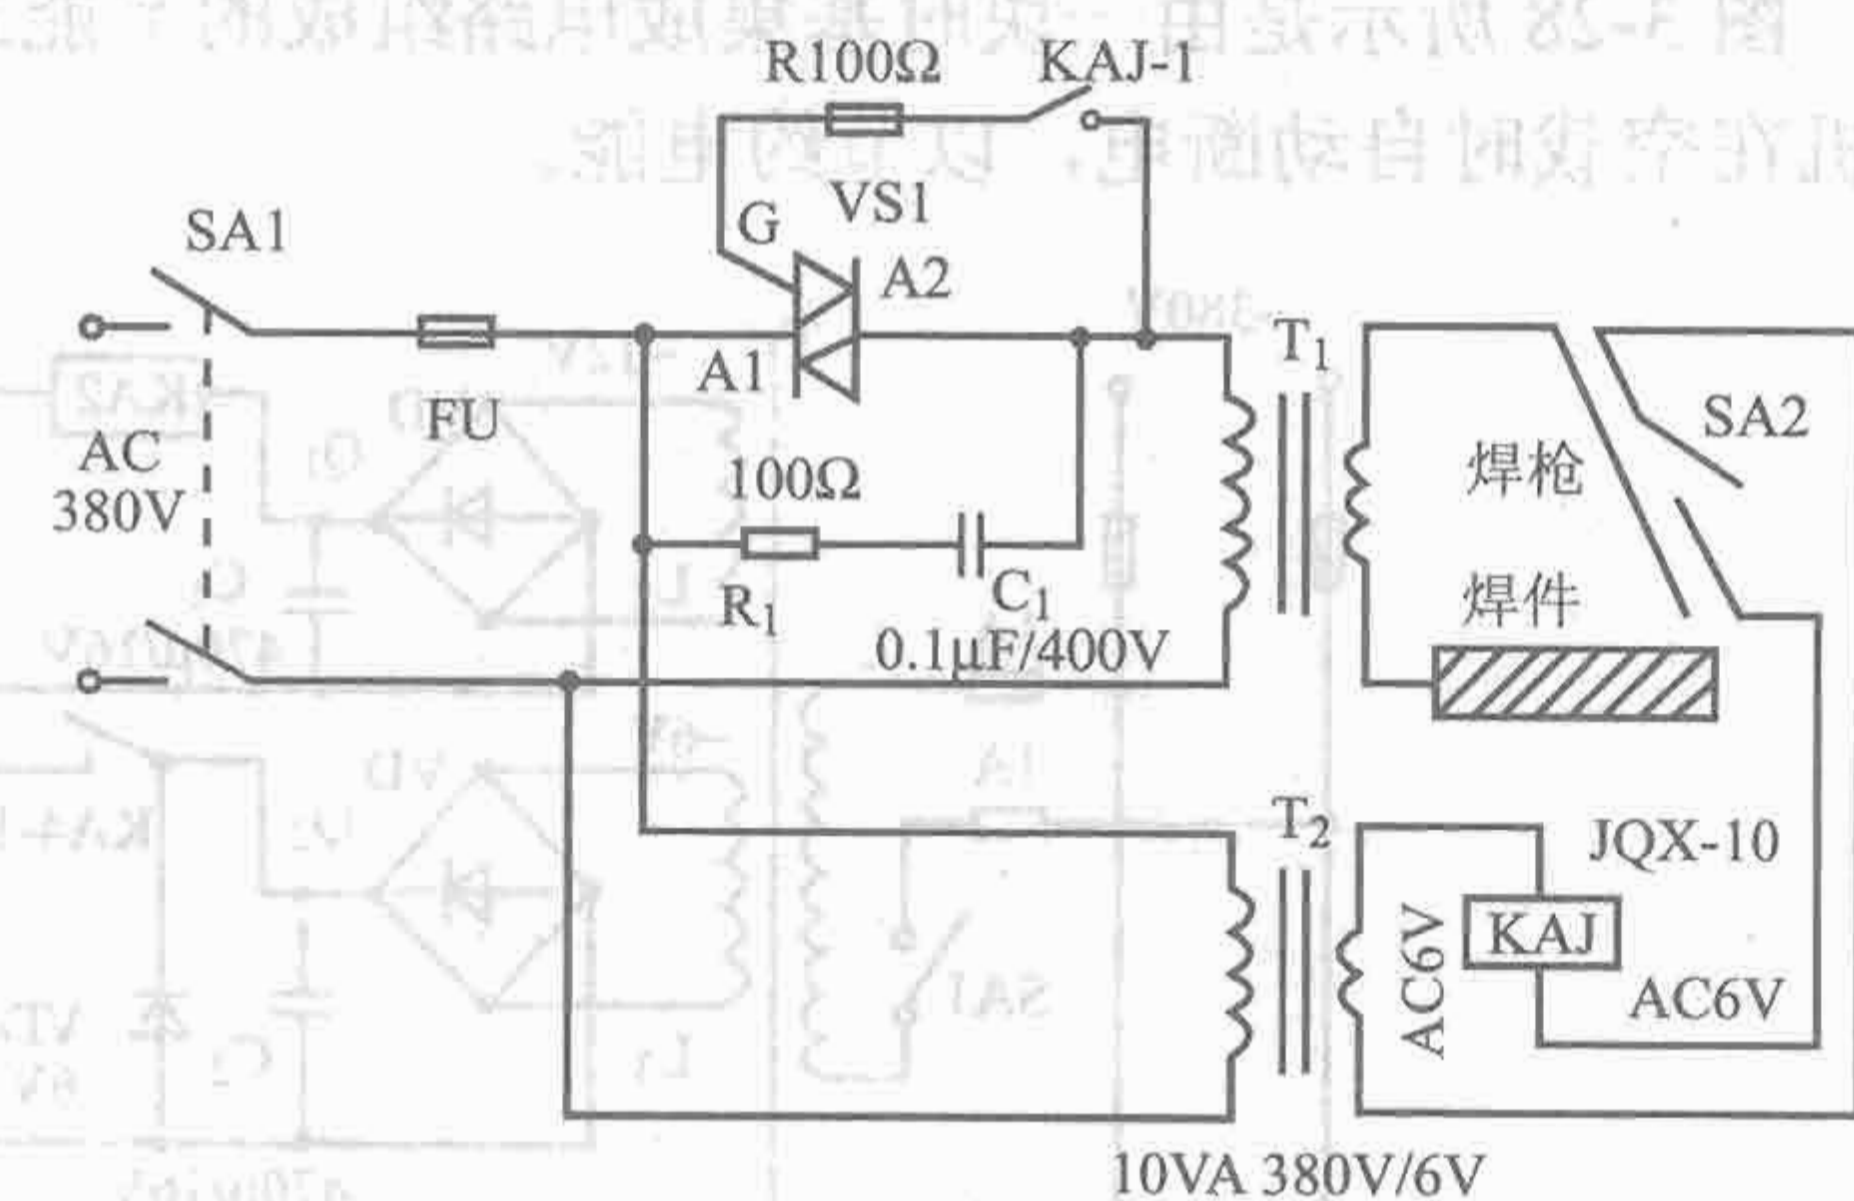 R100Ω
KAJ-1
SA1
G
VS1
A2
A1
FU
AC
380V
100Ω
R₁
C₁
0.1μF/400V
T₁
焊枪
SA2
焊件
T₂
JQX-10
AC6V
KAJ
AC6V
10VA 380V/6V